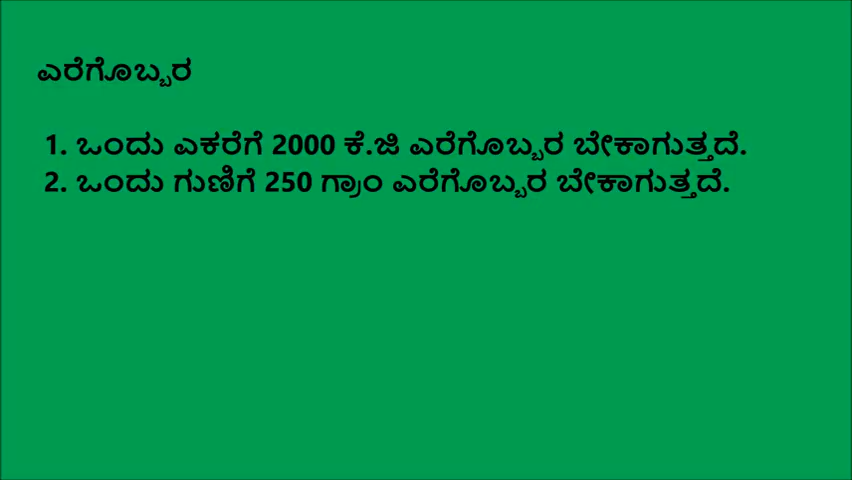 ಎರೆಗೊಬ್ಬರ
1. ಒಂದು ಎಕರೆಗೆ 2000 ಕೆ.ಜಿ ಎರೆಗೊಬ್ಬರ ಬೇಕಾಗುತ್ತದೆ.
2. ಒಂದು ಗುಣಿಗೆ 250 ಗ್ರಾಂ ಎರೆಗೊಬ್ಬರ ಬೇಕಾಗುತ್ತದೆ.